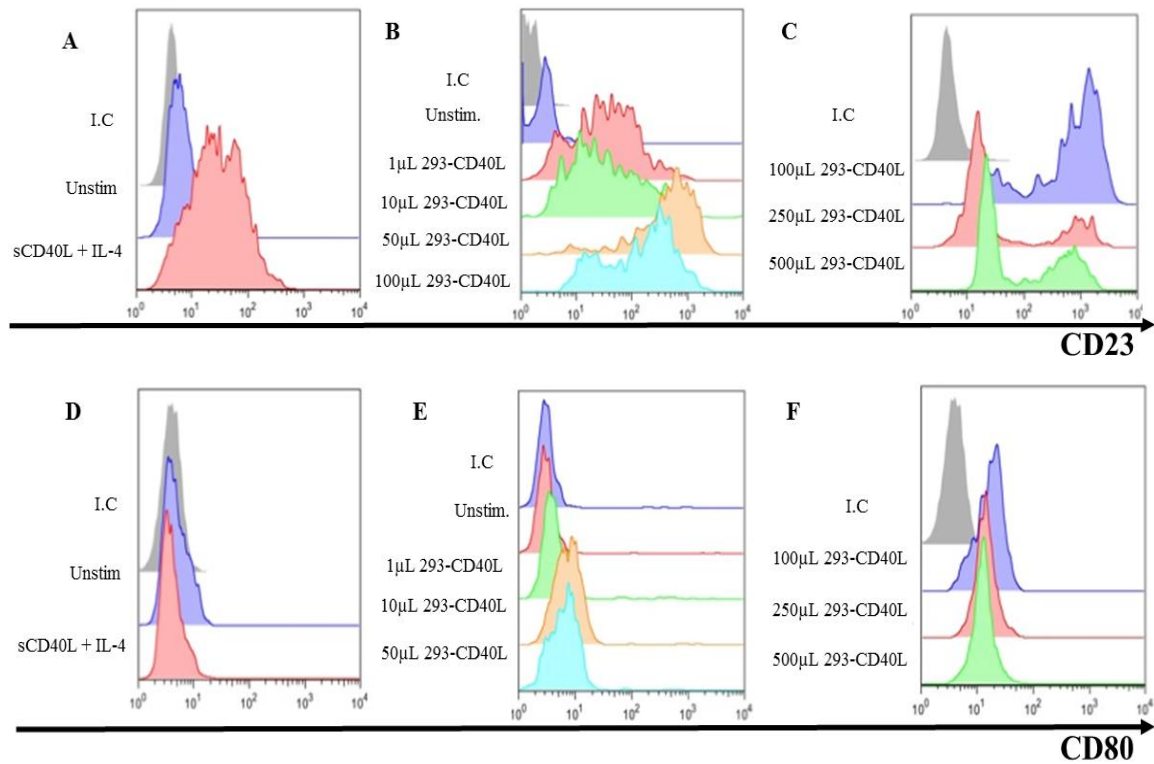 A
I.C
Unstim
sCD40L + IL-4
10⁰ 10¹ 10² 10³ 10⁴
B
I.C
Unstim.
1µL 293-CD40L
10µL 293-CD40L
50µL 293-CD40L
100µL 293-CD40L
10⁰ 10¹ 10² 10³ 10⁴
C
I.C
100µL 293-CD40L
250µL 293-CD40L
500µL 293-CD40L
10⁰ 10¹ 10² 10³ 10⁴
CD23
D
I.C
Unstim
sCD40L + IL-4
10⁰ 10¹ 10² 10³ 10⁴
E
I.C
Unstim.
1µL 293-CD40L
10µL 293-CD40L
50µL 293-CD40L
10⁰ 10¹ 10² 10³ 10⁴
F
I.C
100µL 293-CD40L
250µL 293-CD40L
500µL 293-CD40L
10⁰ 10¹ 10² 10³ 10⁴
CD80